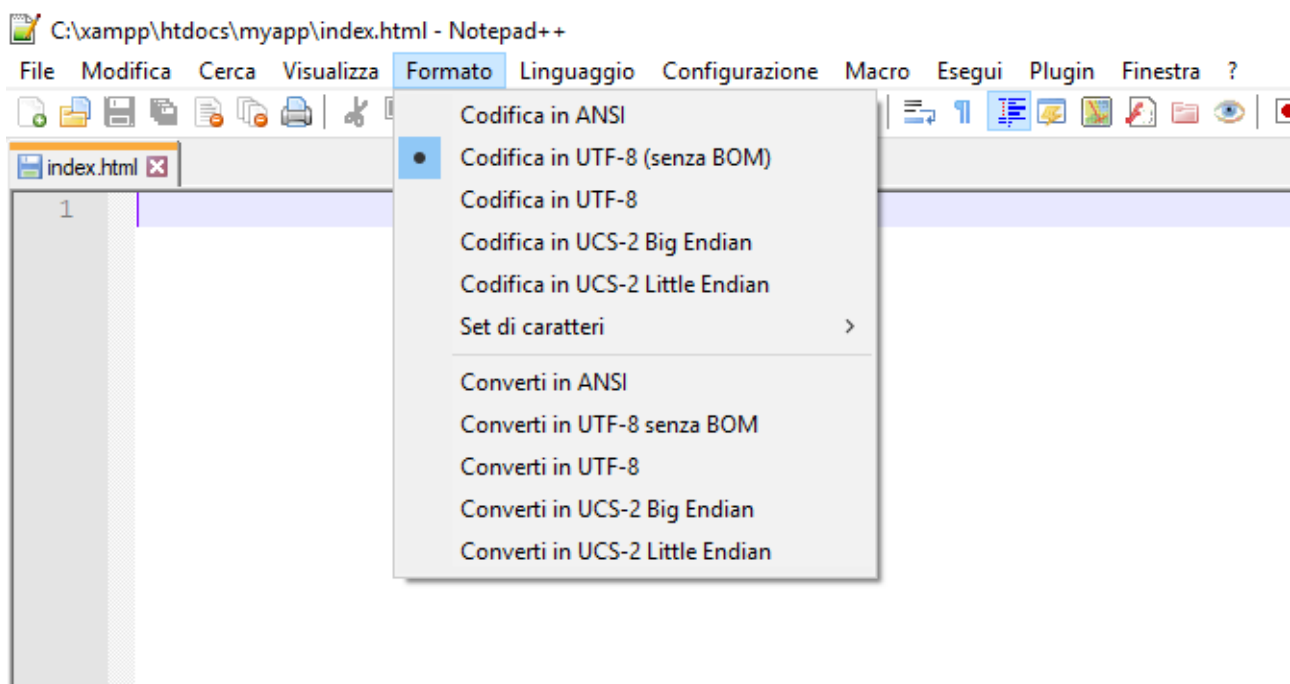 C:\xampp\htdocs\myapp\index.html - Notepad++
File Modifica Cerca Visualizza Formato Linguaggio Configurazione Macro Esegui Plugin Finestra ?
index.html
1
Codifica in ANSI
Codifica in UTF-8 (senza BOM)
Codifica in UTF-8
Codifica in UCS-2 Big Endian
Codifica in UCS-2 Little Endian
Set di caratteri
Converti in ANSI
Converti in UTF-8 senza BOM
Converti in UTF-8
Converti in UCS-2 Big Endian
Converti in UCS-2 Little Endian